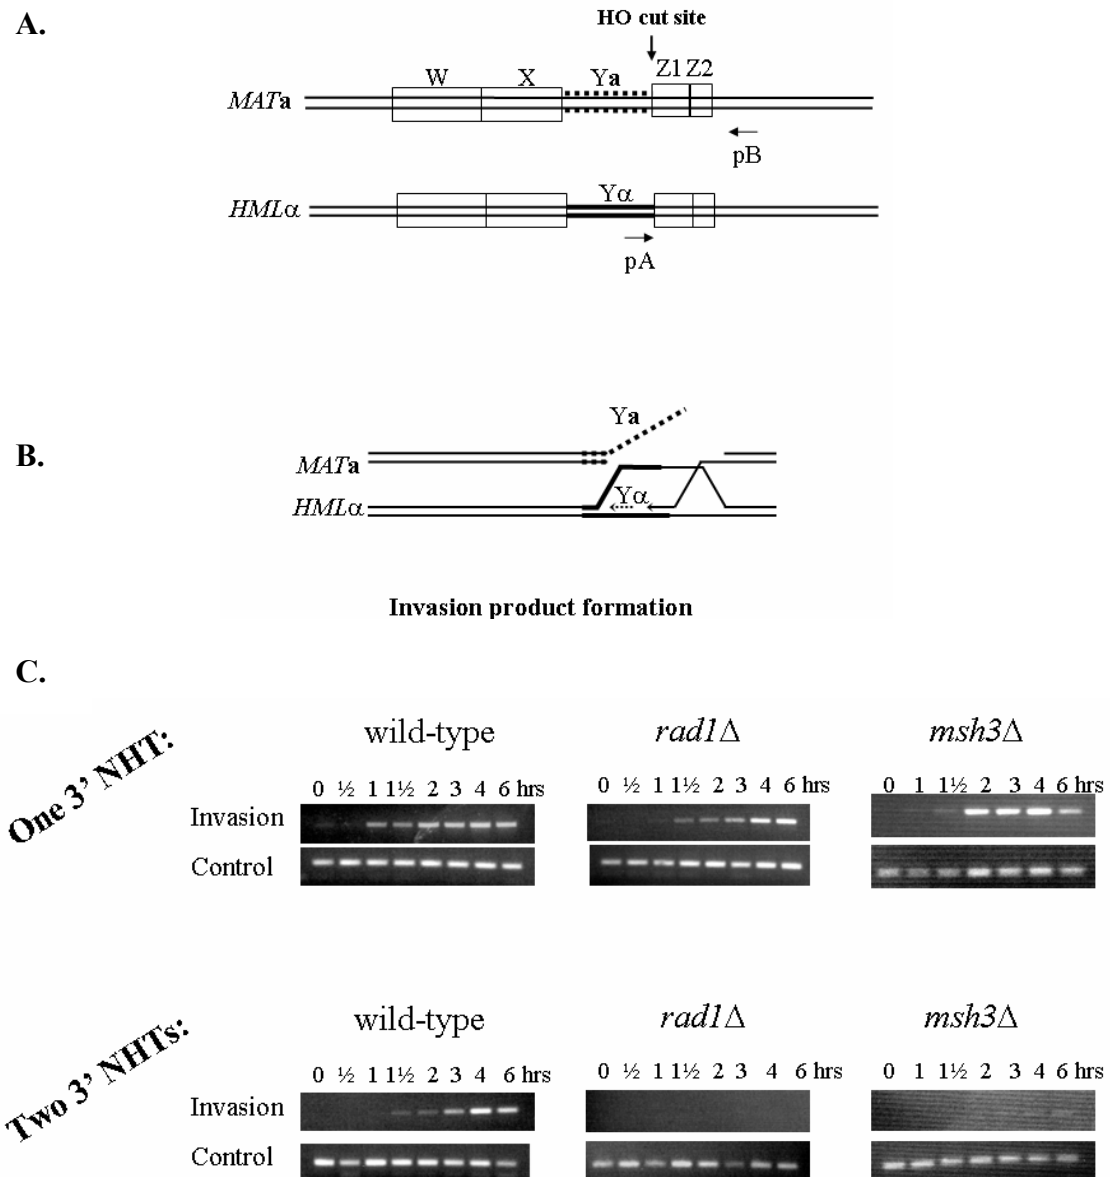 A.
HO cut site
W X Ya Z1 Z2
MATa
pB
Yα
HMLα
pA
B.
Ya
MATa
Yα
HMLα
Invasion product formation
C.
One 3' NHT:
wild-type rad1Δ msh3Δ
0 ½ 1 1½ 2 3 4 6 hrs 0 ½ 1 1½ 2 3 4 6 hrs 0 1 1½ 2 3 4 6 hrs
Invasion
Control
Two 3' NHTs:
wild-type rad1Δ msh3Δ
0 ½ 1 1½ 2 3 4 6 hrs 0 ½ 1 1½ 2 3 4 6 hrs 0 1 1½ 2 3 4 6 hrs
Invasion
Control